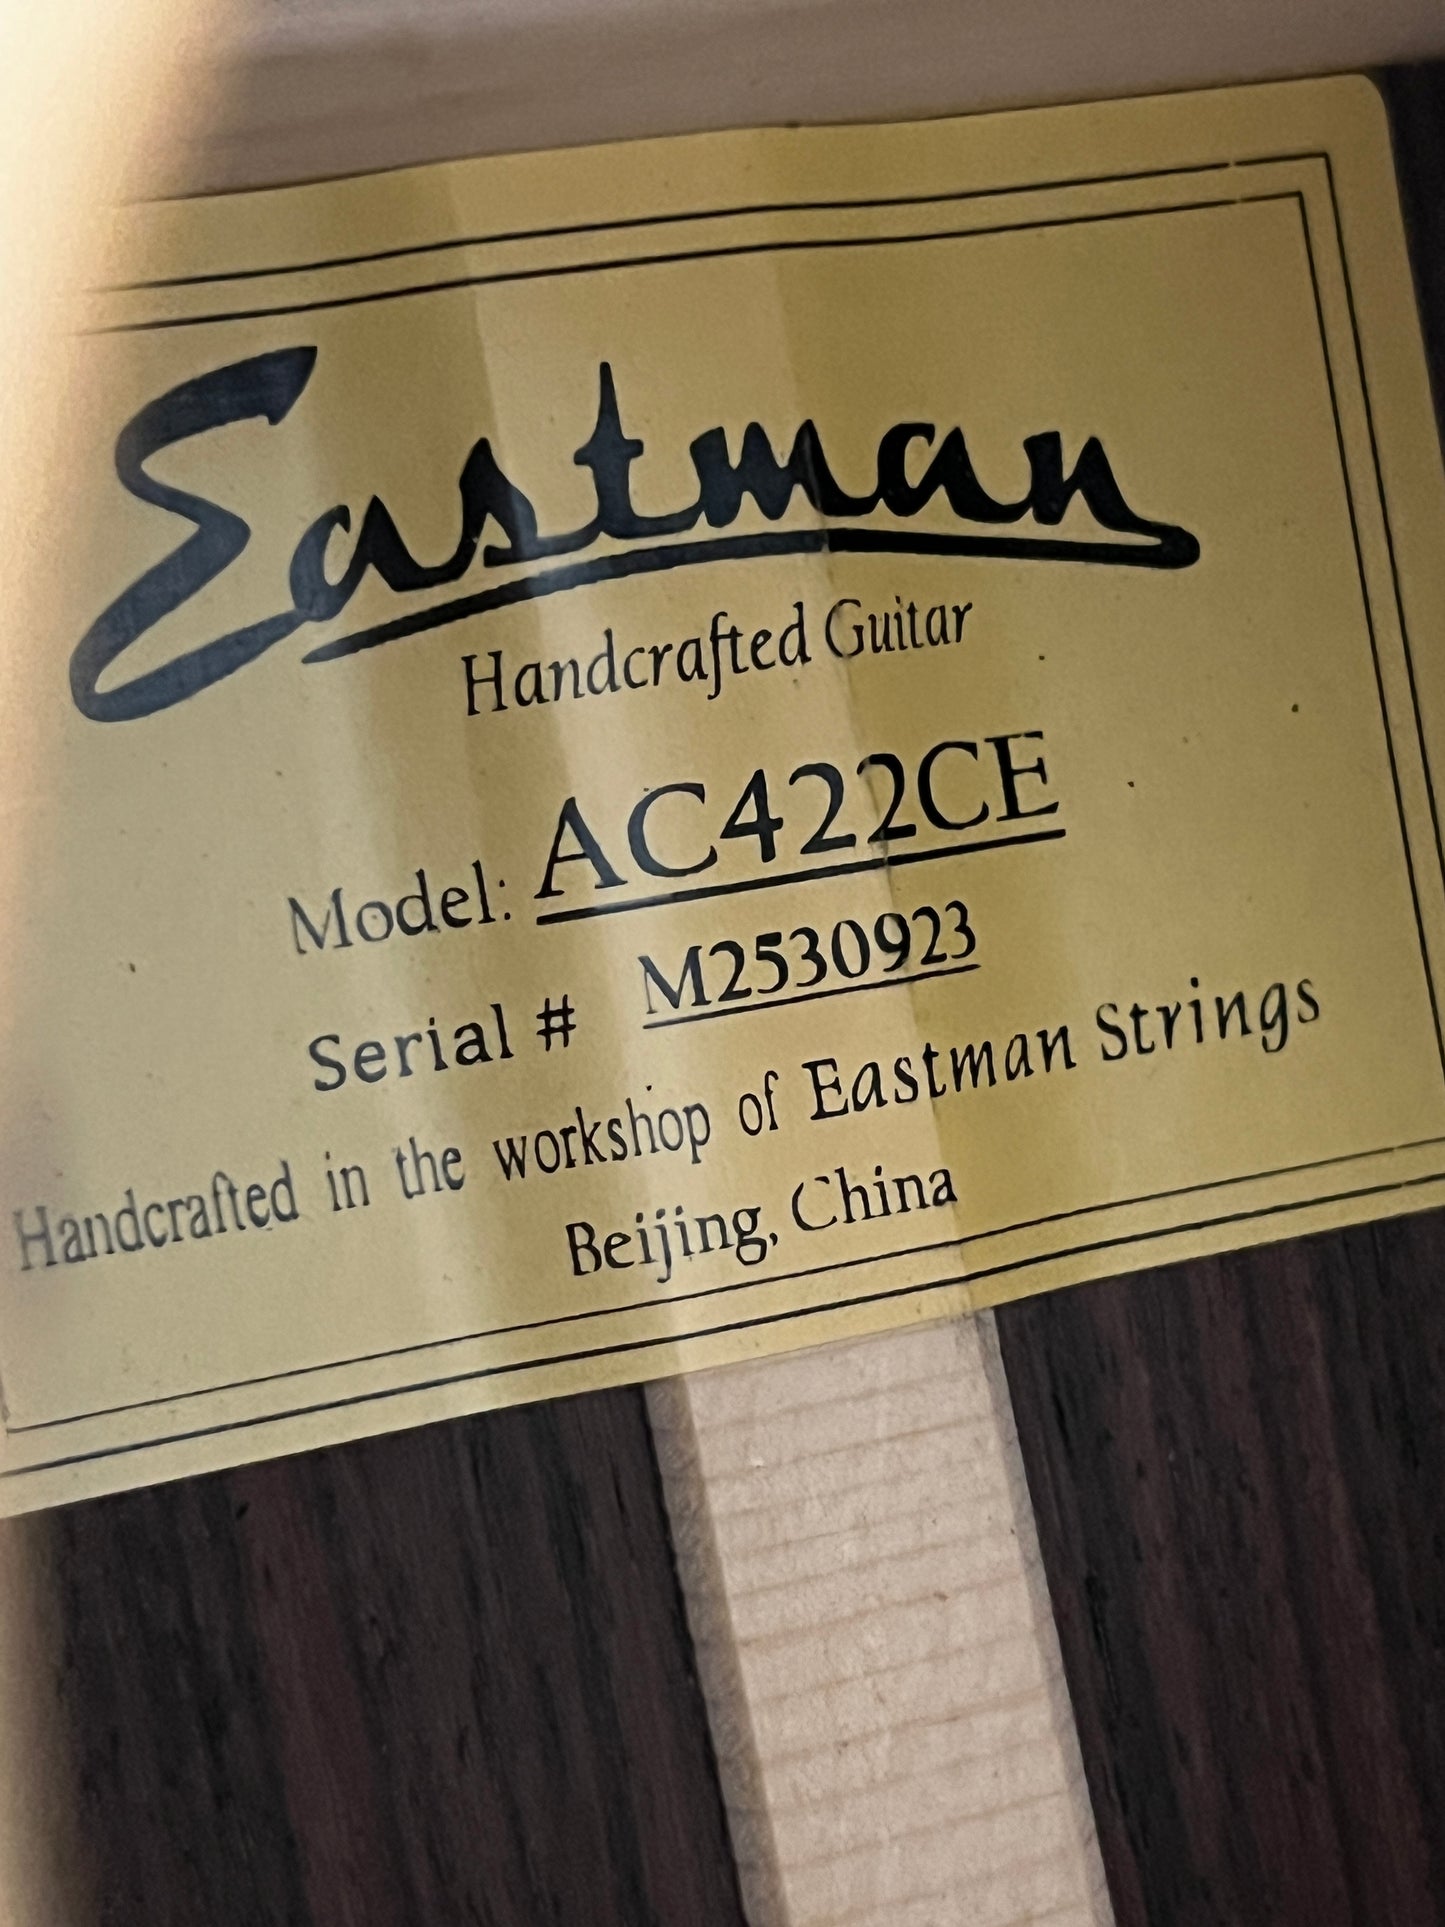 Eastman
Handcrafted Guitar
Model: AC422CE
Serial # M2530923
Handcrafted in the workshop of Eastman Strings
Beijing, China